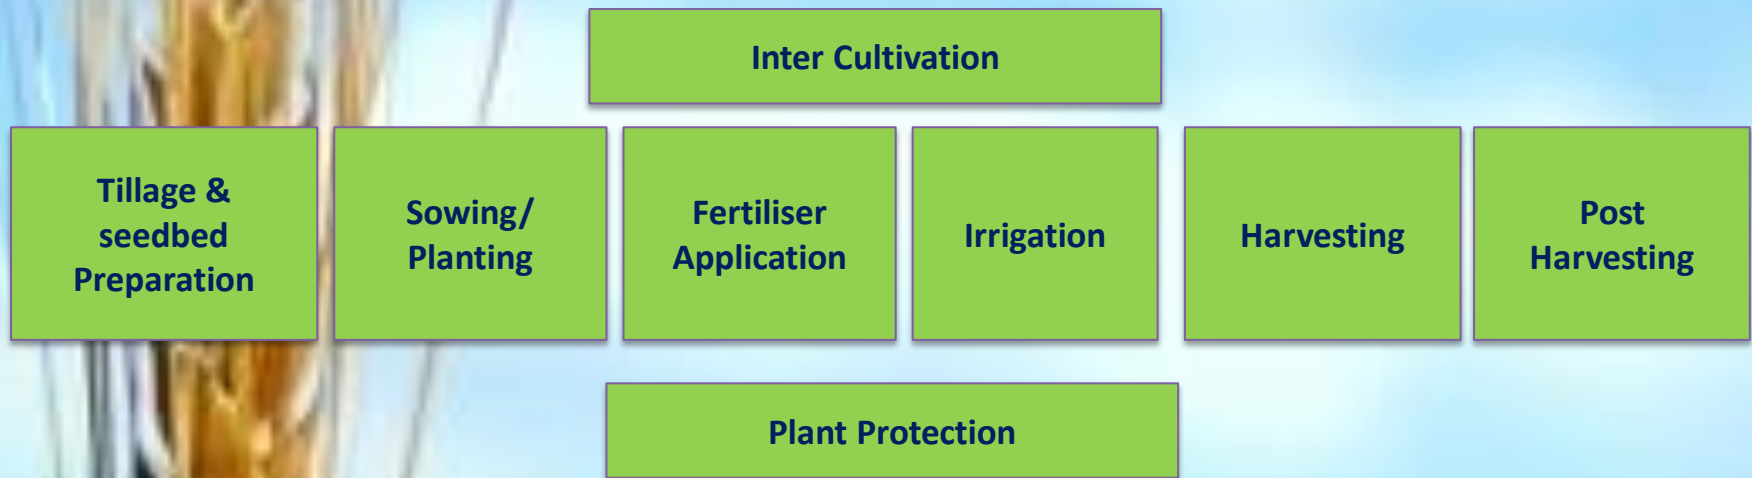 Inter Cultivation
Tillage &
seedbed
Preparation
Sowing/
Planting
Fertiliser
Application
Irrigation
Harvesting
Post
Harvesting
Plant Protection